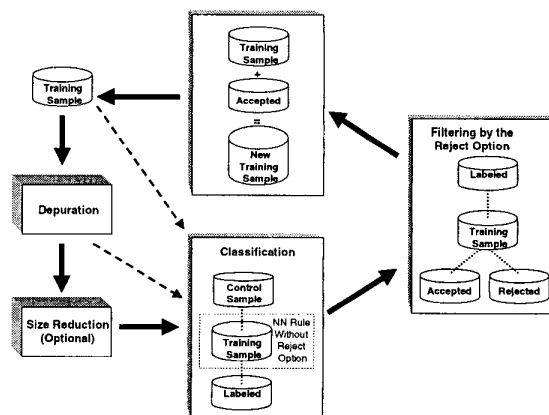 Training
Sample
+
Accepted
=
New
Training
Sample
Training
Sample
Filtering by the
Reject Option
Labeled
Training
Sample
Accepted
Rejected
Depuration
Classification
Control
Sample
NN Rule
Without
Reject
Option
Training
Sample
Labeled
Size Reduction
(Optional)